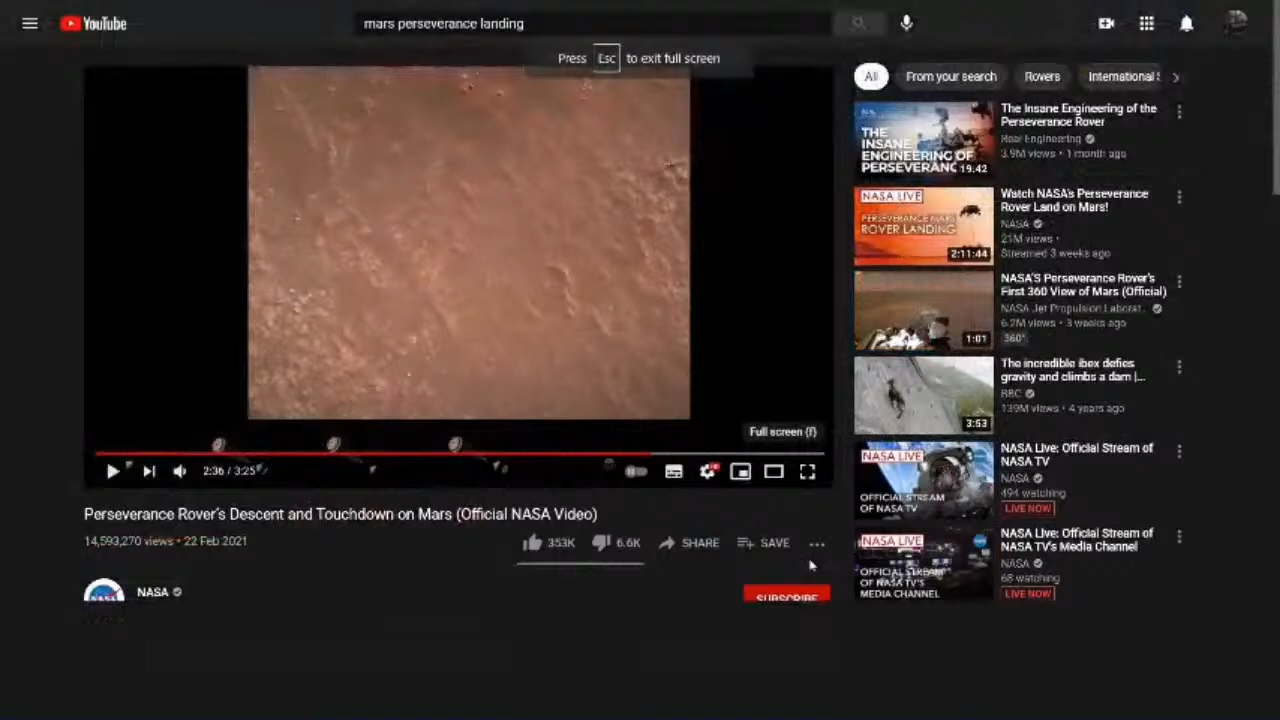 YouTube
mars perseverance landing
Press Esc to exit full screen
All
From your search
Rovers
International
THE
INSANE
ENGINEERING OF
PERSEVERANC
19:42
The Insane Engineering of the
Perseverance Rover
Real Engineering
3.9M views • 1 month ago
NASA LIVE
PERSEVERANCE MARS
ROVER LANDING
2:11:44
Watch NASA's Perseverance
Rover Land on Mars!
NASA
21M views •
Streamed 3 weeks ago
1:01
NASA'S Perseverance Rover's
First 360 View of Mars (Official)
NASA Jet Propulsion Laborat...
6.2M views • 3 weeks ago
360°
3:53
The incredible ibex defies
gravity and climbs a dam |...
BBC
139M views • 4 years ago
NASA LIVE
OFFICIAL STREAM
OF NASA TV
NASA Live: Official Stream of
NASA TV
NASA
494 watching
LIVE NOW
NASA LIVE
OFFICIAL STREAM
OF NASA TV'S
MEDIA CHANNEL
NASA Live: Official Stream of
NASA TV's Media Channel
NASA
68 watching
LIVE NOW
Full screen (f)
2:36 / 3:25
Perseverance Rover's Descent and Touchdown on Mars (Official NASA Video)
14,593,270 views • 22 Feb 2021
353K
6.6K
SHARE
SAVE
NASA
SUBSCRIBE